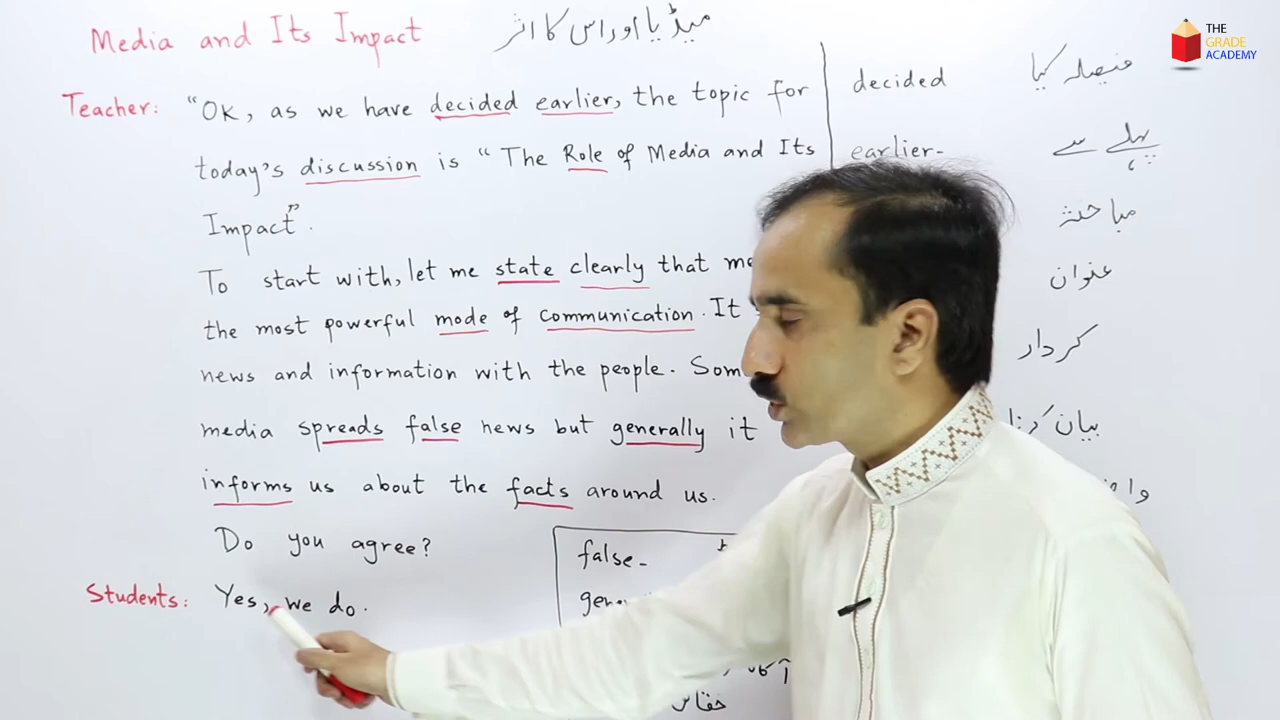 Media and Its Impact میڈیا اور اس کا اثر
THE
GRADE
ACADEMY
Teacher: "OK, as we have decided earlier, the topic for
today's discussion is "The Role of Media and Its
Impact".
To start with, let me state clearly that
the most powerful mode of communication. It
news and information with the people.
media spreads false news but generally it
informs us about the facts around us.
Do you agree?
Students: Yes, we do.
decided فیصلہ کیا
earlier- پہلے سے
مباحثہ
عنوان
کردار
بیان کرنا
false-